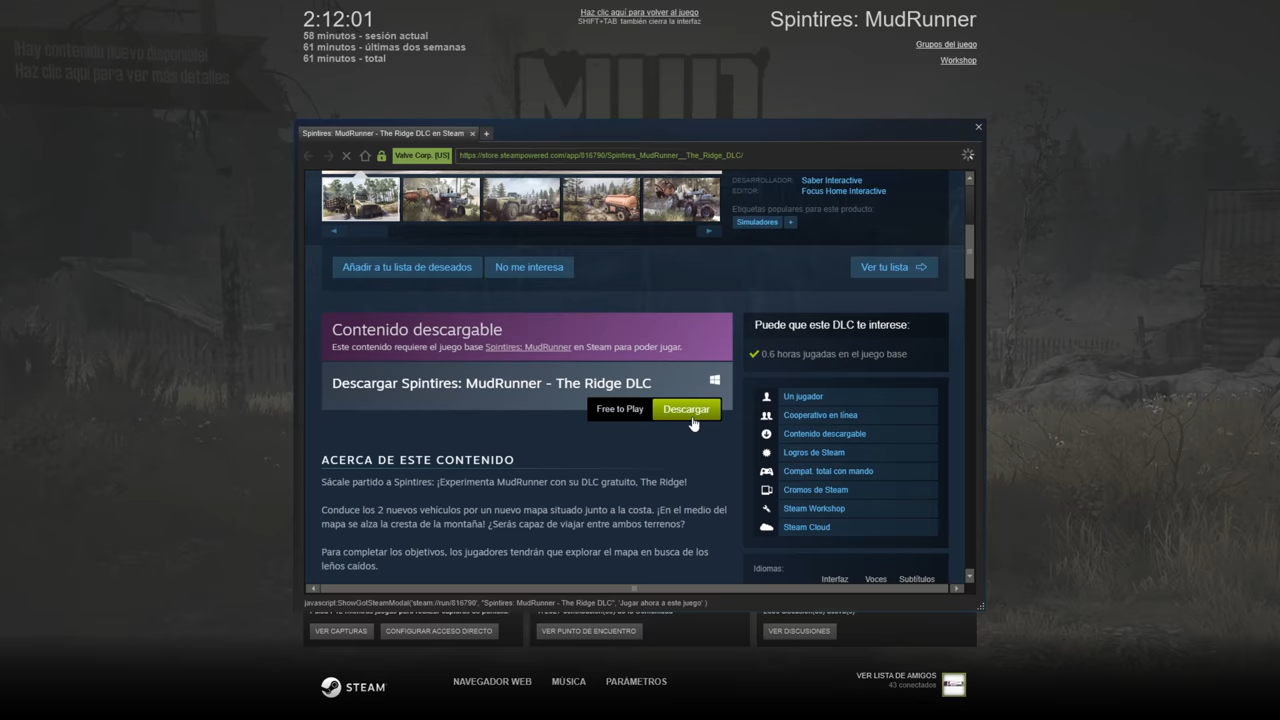 2:12:01
58 minutos - sesión actual
61 minutos - últimas dos semanas
61 minutos - total
Haz clic aquí para volver al juego
SHIFT+TAB también cierra la interfaz
Spintires: MudRunner
Grupos del juego
Workshop
¡Hay contenido nuevo disponible!
Haz clic aquí para ver más detalles
MUD
Spintires: MudRunner - The Ridge DLC en Steam
Valve Corp. [US]
https://store.steampowered.com/app/816790/Spintires_MudRunner__The_Ridge_DLC/
DESARROLLADOR: Saber Interactive
EDITOR: Focus Home Interactive
Etiquetas populares para este producto:
Simuladores +
Añadir a tu lista de deseados
No me interesa
Ver tu lista
Contenido descargable
Este contenido requiere el juego base Spintires: MudRunner en Steam para poder jugar.
Descargar Spintires: MudRunner - The Ridge DLC
Free to Play
Descargar
ACERCA DE ESTE CONTENIDO
Sácale partido a Spintires: ¡Experimenta MudRunner con su DLC gratuito, The Ridge!
Conduce los 2 nuevos vehículos por un nuevo mapa situado junto a la costa. ¡En el medio del
mapa se alza la cresta de la montaña! ¿Serás capaz de viajar entre ambos terrenos?
Para completar los objetivos, los jugadores tendrán que explorar el mapa en busca de los
leños caídos.
Puede que este DLC te interese:
0.6 horas jugadas en el juego base
Un jugador
Cooperativo en línea
Contenido descargable
Logros de Steam
Compat. total con mando
Cromos de Steam
Steam Workshop
Steam Cloud
Idiomas:
Interfaz Voces Subtítulos
javascript:ShowGotSteamModal('steam://run/816790', "Spintires: MudRunner - The Ridge DLC", 'Jugar ahora a este juego' )
VER CAPTURAS
CONFIGURAR ACCESO DIRECTO
VER PUNTO DE ENCUENTRO
VER DISCUSIONES
STEAM
NAVEGADOR WEB
MÚSICA
PARÁMETROS
VER LISTA DE AMIGOS
43 conectados